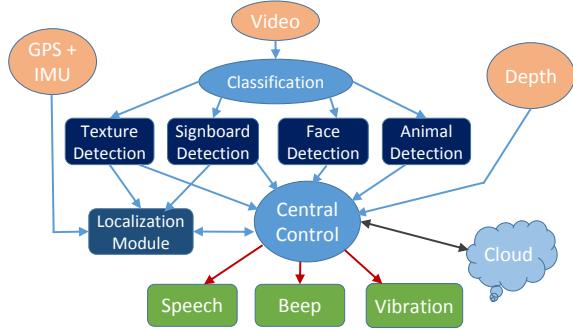 Video
GPS +
IMU
Classification
Depth
Texture
Detection
Signboard
Detection
Face
Detection
Animal
Detection
Localization
Module
Central
Control
Cloud
Speech
Beep
Vibration